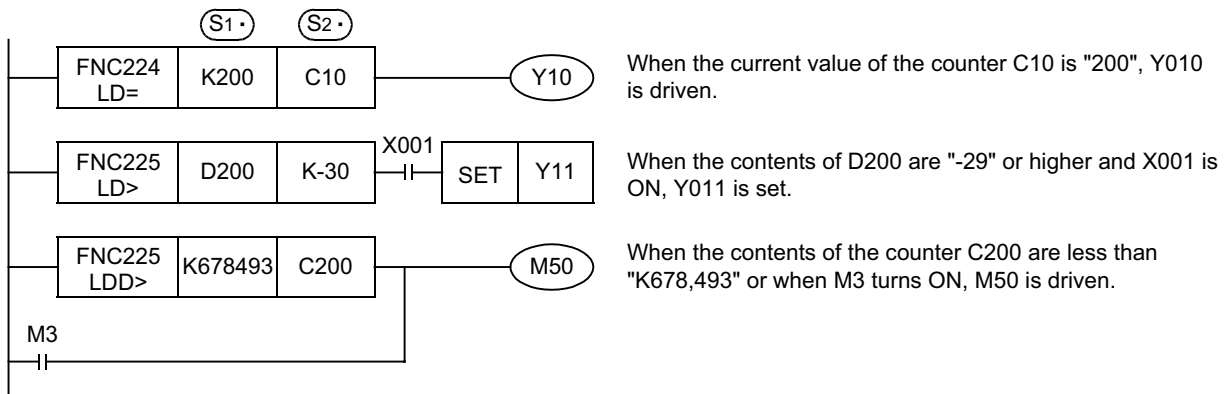 S1· S2·
FNC224 LD= K200 C10 Y10
When the current value of the counter C10 is "200", Y010
is driven.
FNC225 LD> D200 K-30 X001 SET Y11
When the contents of D200 are "-29" or higher and X001 is
ON, Y011 is set.
FNC225 LDD> K678493 C200 M50
When the contents of the counter C200 are less than
"K678,493" or when M3 turns ON, M50 is driven.
M3